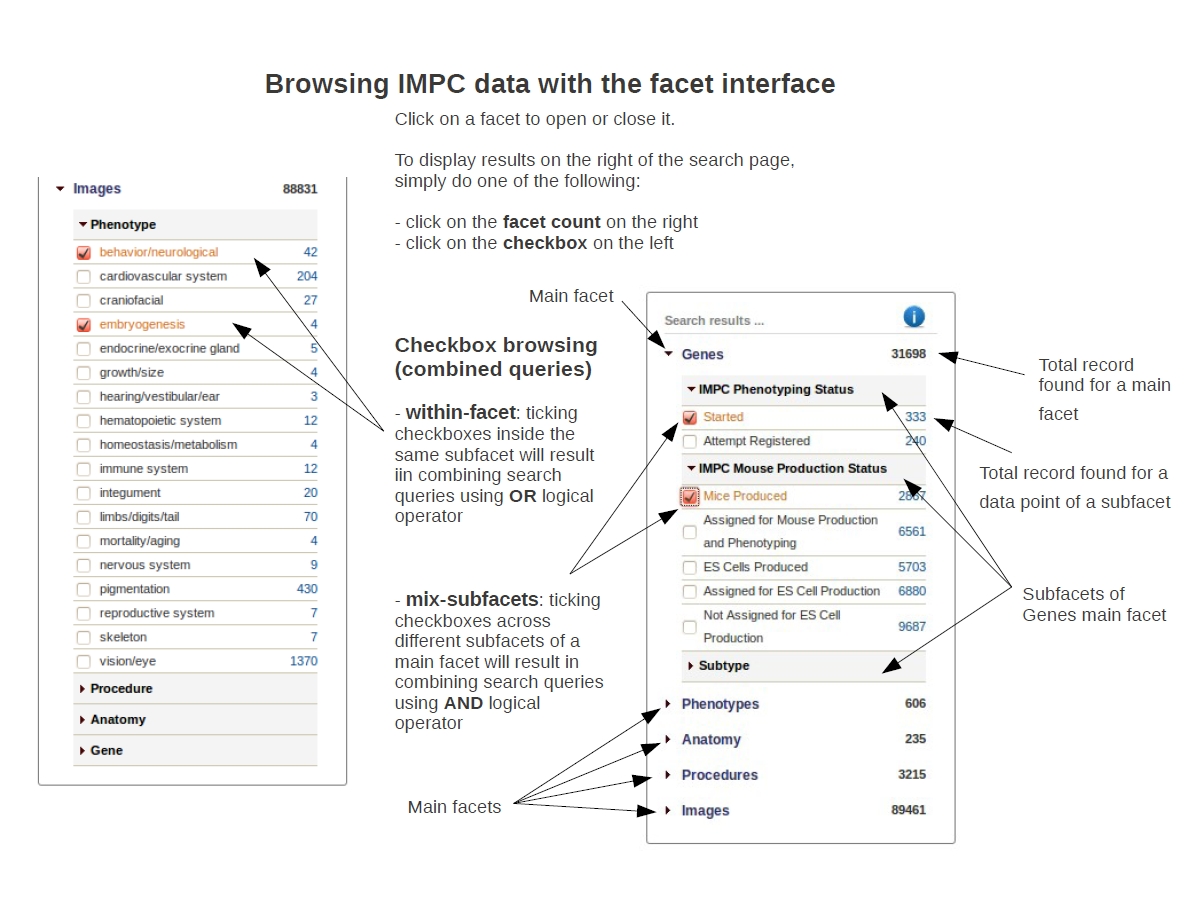 Browsing IMPC data with the facet interface
Click on a facet to open or close it.
To display results on the right of the search page,
simply do one of the following:
- click on the facet count on the right
- click on the checkbox on the left
Images 88831
Phenotype
behavior/neurological 42
cardiovascular system 204
craniofacial 27
embryogenesis 4
endocrine/exocrine gland 5
growth/size 4
hearing/vestibular/ear 3
hematopoietic system 12
homeostasis/metabolism 4
immune system 12
integument 20
limbs/digits/tail 70
mortality/aging 4
nervous system 9
pigmentation 430
reproductive system 7
skeleton 7
vision/eye 1370
Procedure
Anatomy
Gene
Checkbox browsing
(combined queries)
- within-facet: ticking
checkboxes inside the
same subfacet will result
iin combining search
queries using OR logical
operator
- mix-subfacets: ticking
checkboxes across
different subfacets of a
main facet will result in
combining search queries
using AND logical
operator
Main facets
Main facet
Search results ...
i
Genes 31698
IMPC Phenotyping Status
Started 333
Attempt Registered 240
IMPC Mouse Production Status
Mice Produced 2867
Assigned for Mouse Production
and Phenotyping 6561
ES Cells Produced 5703
Assigned for ES Cell Production 6880
Not Assigned for ES Cell
Production 9687
Subtype
Phenotypes 606
Anatomy 235
Procedures 3215
Images 89461
Total record
found for a main
facet
Total record found for a
data point of a subfacet
Subfacets of
Genes main facet